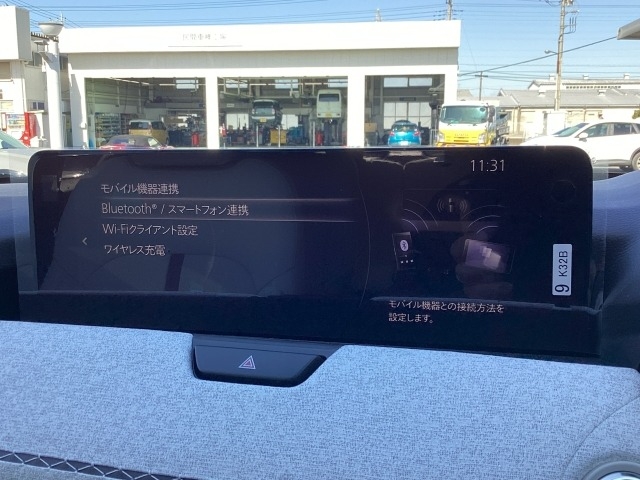 11:31
モバイル機器連携
Bluetooth® / スマートフォン連携
Wi-Fiクライアント設定
ワイヤレス充電
モバイル機器との接続方法を
設定します。
9 K32B